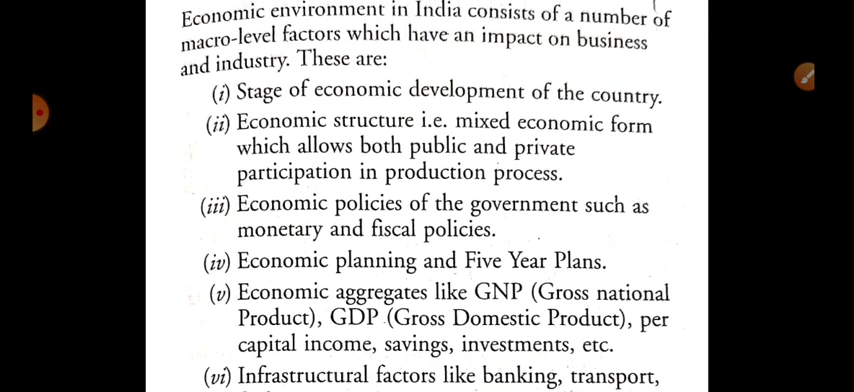 Economic environment in India consists of a number of
macro-level factors which have an impact on business
and industry. These are:
(i) Stage of economic development of the country.
(ii) Economic structure i.e. mixed economic form
which allows both public and private
participation in production process.
(iii) Economic policies of the government such as
monetary and fiscal policies.
(iv) Economic planning and Five Year Plans.
(v) Economic aggregates like GNP (Gross national
Product), GDP (Gross Domestic Product), per
capital income, savings, investments, etc.
(vi) Infrastructural factors like banking, transport,